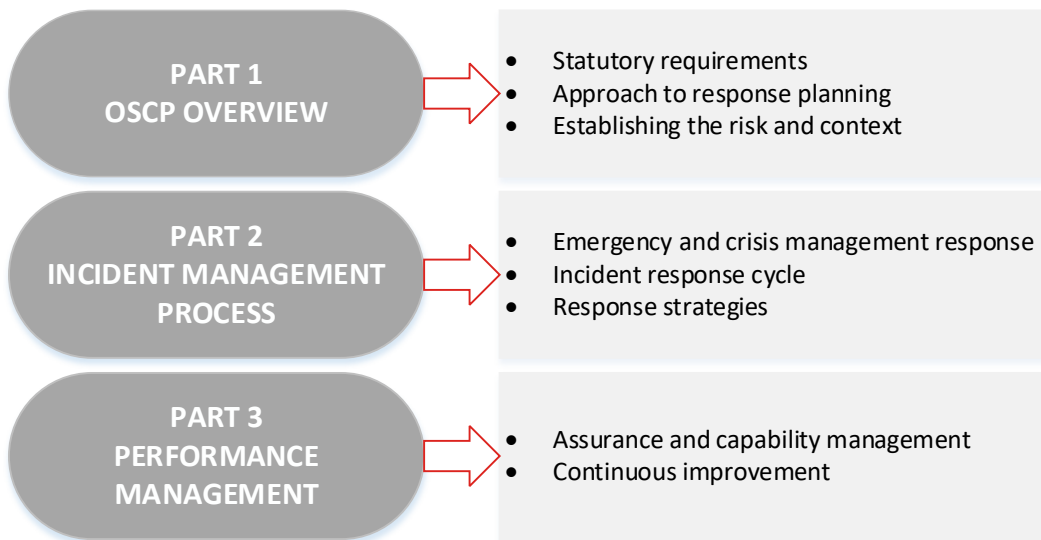 PART 1
OSCP OVERVIEW
• Statutory requirements
• Approach to response planning
• Establishing the risk and context
PART 2
INCIDENT MANAGEMENT
PROCESS
• Emergency and crisis management response
• Incident response cycle
• Response strategies
PART 3
PERFORMANCE
MANAGEMENT
• Assurance and capability management
• Continuous improvement